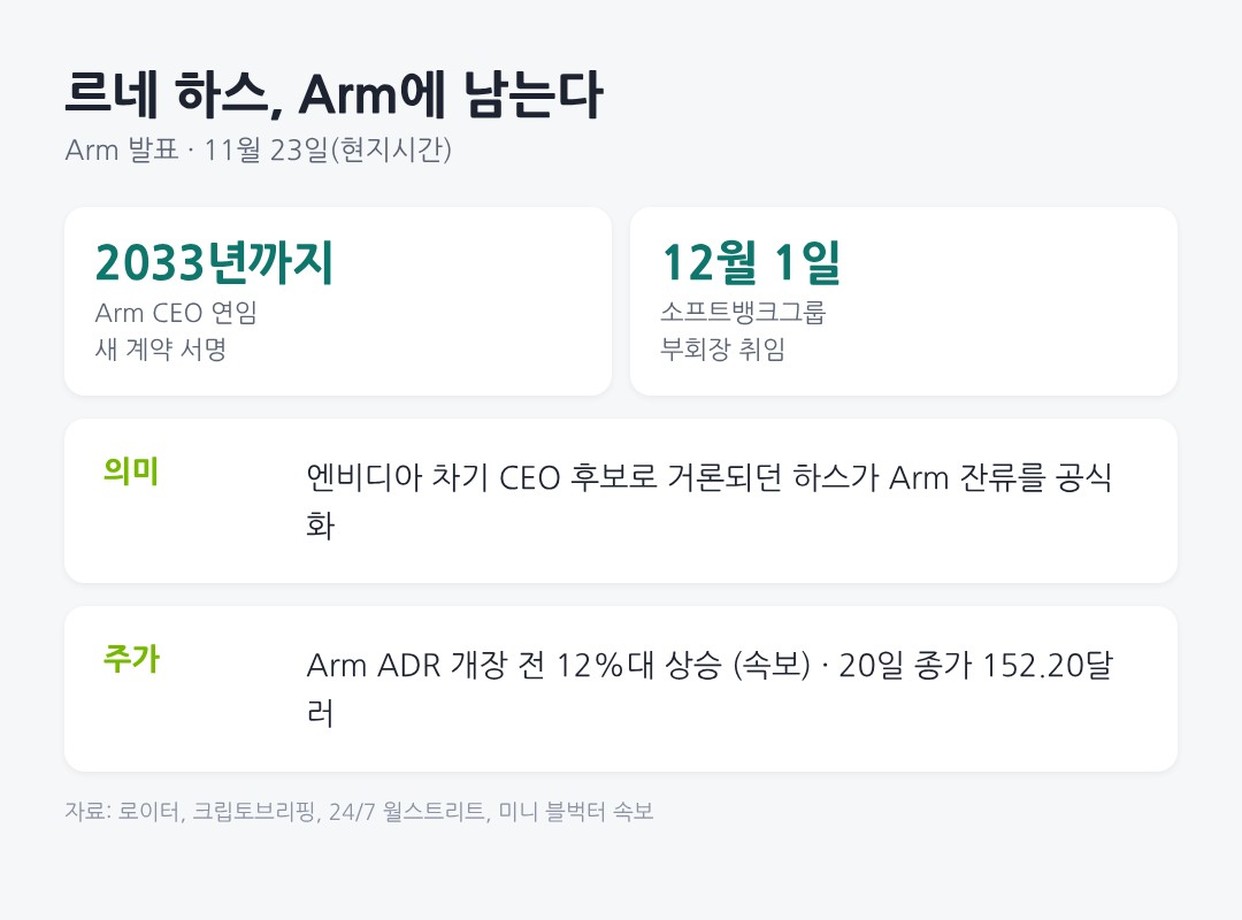 르네 하스, Arm에 남는다
Arm 발표 · 11월 23일(현지시간)
2033년까지
Arm CEO 연임
새 계약 서명
12월 1일
소프트뱅크그룹
부회장 취임
의미
엔비디아 차기 CEO 후보로 거론되던 하스가 Arm 잔류를 공식
화
주가
Arm ADR 개장 전 12%대 상승 (속보) · 20일 종가 152.20달
러
자료: 로이터, 크립토브리핑, 24/7 월스트리트, 미니 블벅터 속보